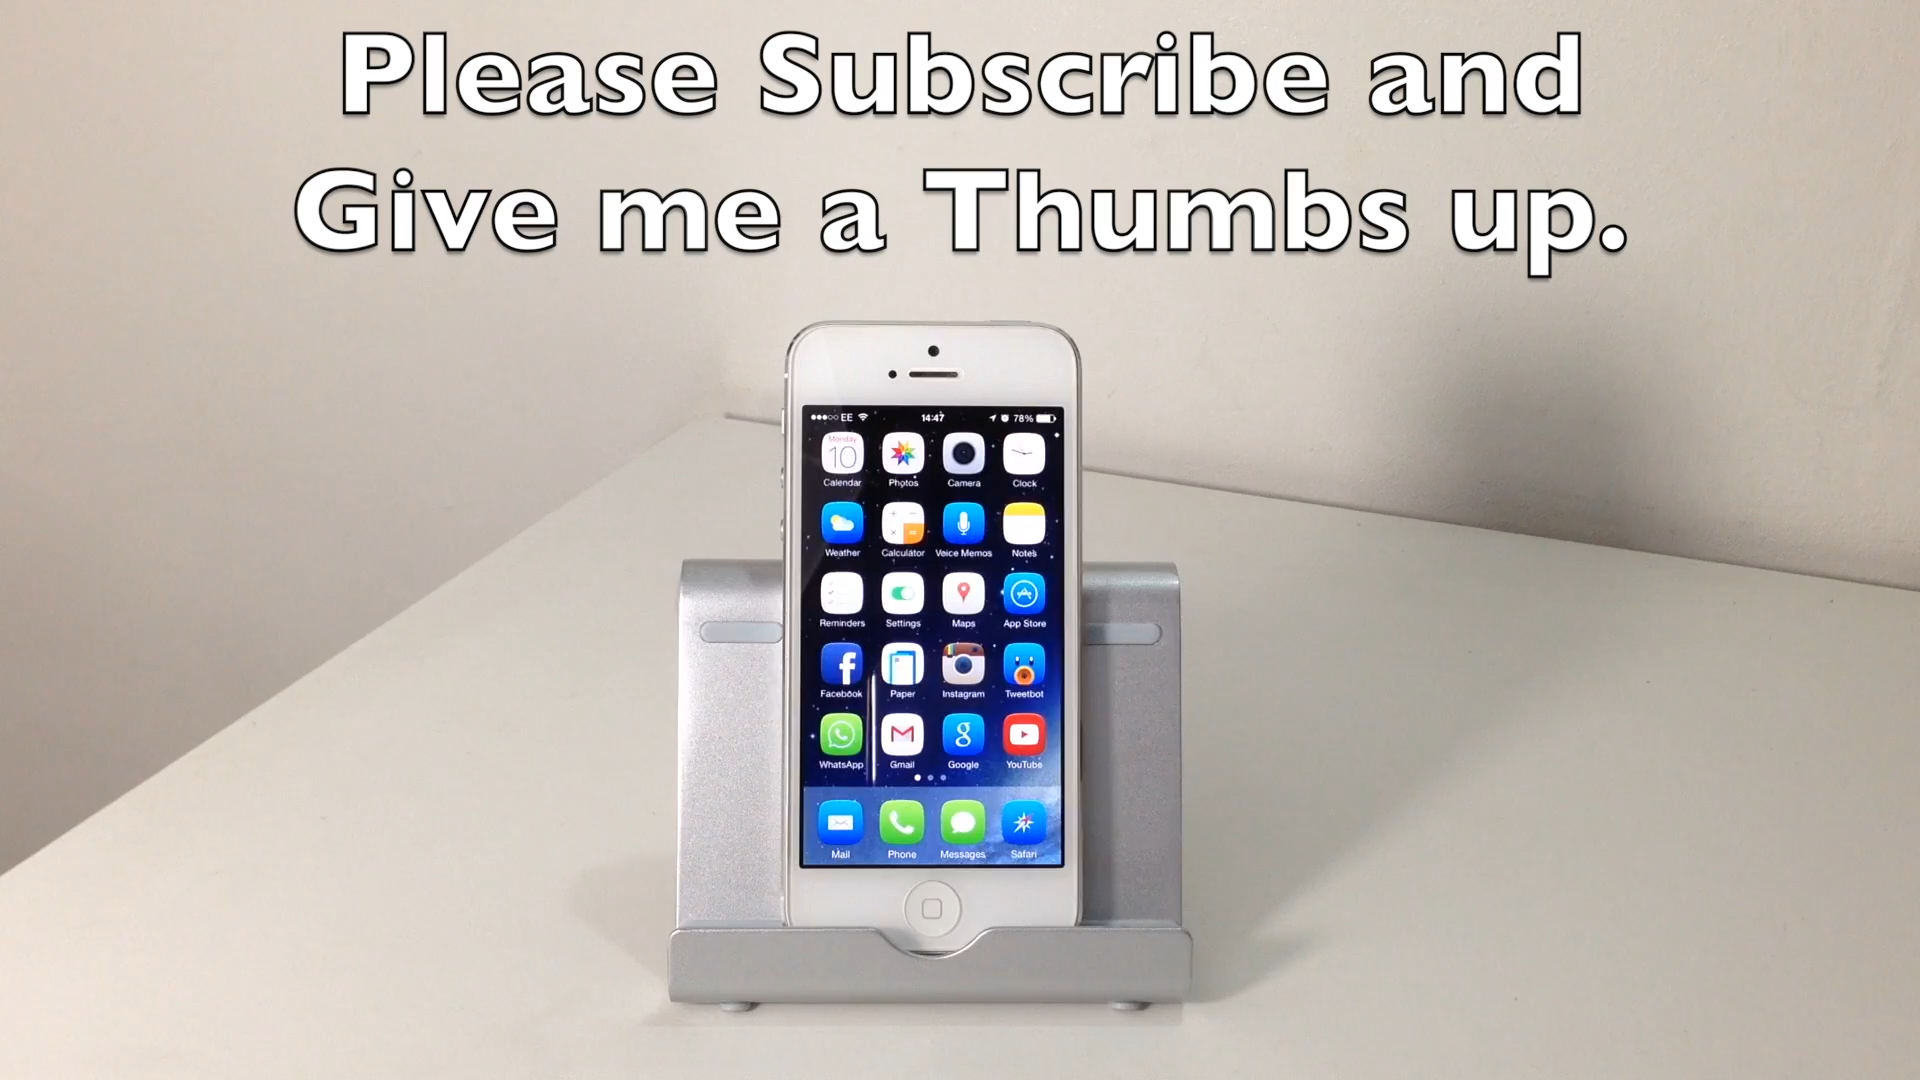 Please Subscribe and
Give me a Thumbs up.
EE 14:47 78%
Monday
10
Calendar Photos Camera Clock
Weather Calculator Voice Memos Notes
Reminders Settings Maps App Store
Facebook Paper Instagram Tweetbot
WhatsApp Gmail Google YouTube
Mail Phone Messages Safari